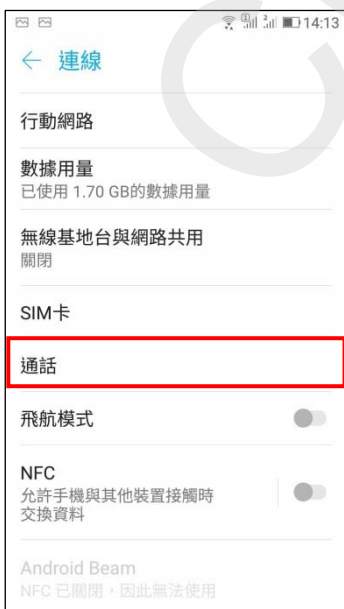 14:13
連線
行動網路
數據用量
已使用 1.70 GB的數據用量
無線基地台與網路共用
關閉
SIM卡
通話
飛航模式
NFC
允許手機與其他裝置接觸時
交換資料
Android Beam
NFC 已關閉，因此無法使用